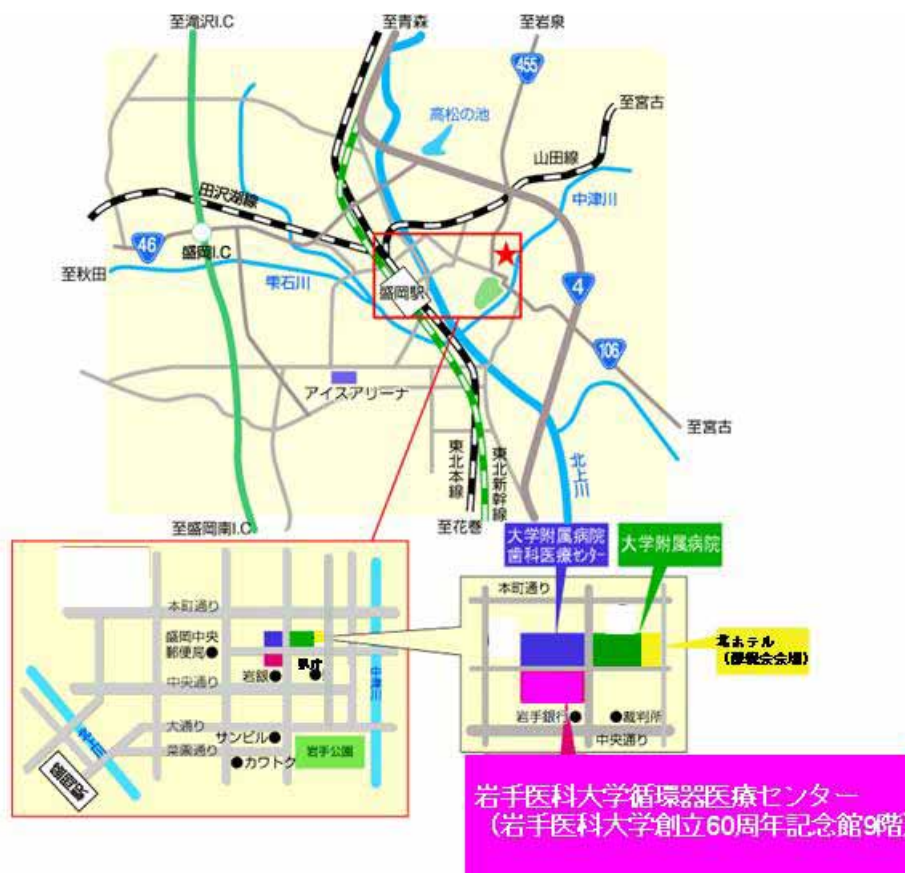 至滝沢I.C
至青森
至岩泉
455
至宮古
高松の池
山田線
中津川
田沢湖線
46
盛岡I.C
至秋田
雫石川
盛岡駅
4
106
アイスアリーナ
至宮古
東北本線
東北新幹線
北上川
至盛岡南I.C
至花巻
大学附属病院
歯科医療センター
大学附属病院
本町通り
盛岡中央
郵便局
岩銀
県庁
中央通り
中津川
大通り
サンビル
菜園通り
岩手公園
カワトク
北上川
盛岡駅
本町通り
北ホテル
岩手銀行
裁判所
中央通り
岩手医科大学循環器医療センター
(岩手医科大学創立60周年記念館9階)